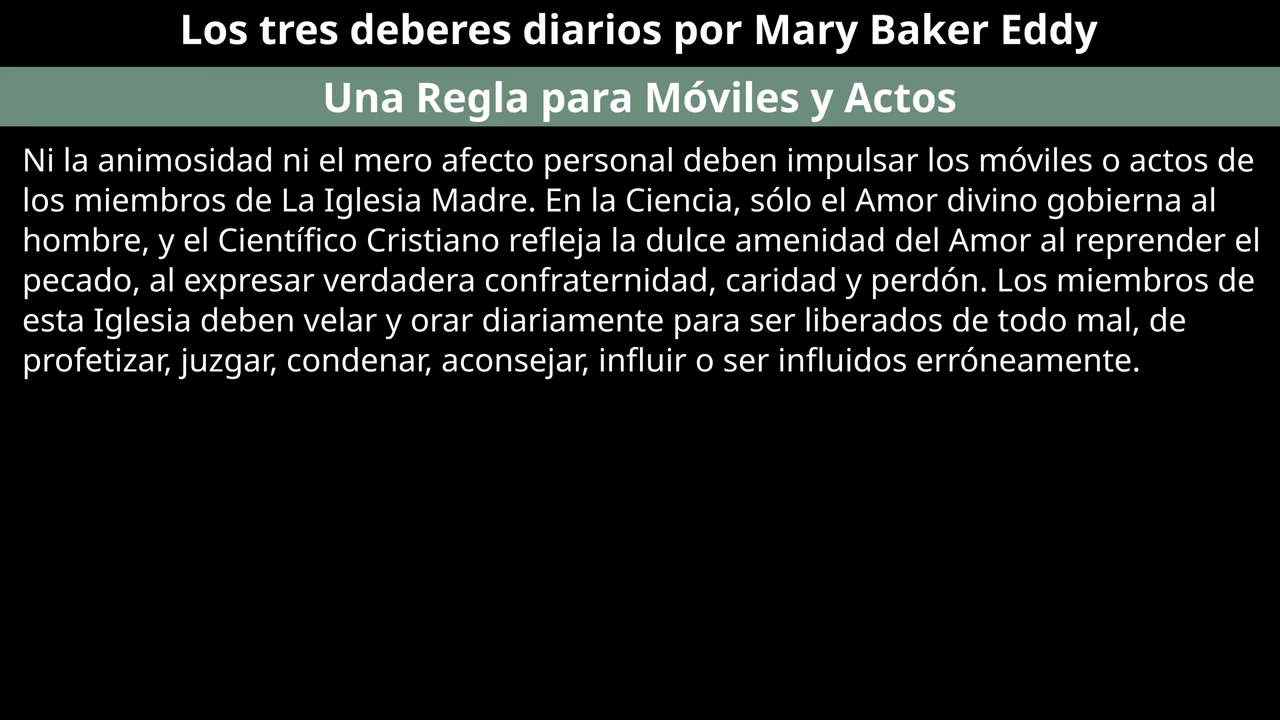 Los tres deberes diarios por Mary Baker Eddy
Una Regla para Móviles y Actos
Ni la animosidad ni el mero afecto personal deben impulsar los móviles o actos de
los miembros de La Iglesia Madre. En la Ciencia, sólo el Amor divino gobierna al
hombre, y el Científico Cristiano refleja la dulce amenidad del Amor al reprender el
pecado, al expresar verdadera confraternidad, caridad y perdón. Los miembros de
esta Iglesia deben velar y orar diariamente para ser liberados de todo mal, de
profetizar, juzgar, condenar, aconsejar, influir o ser influidos erróneamente.